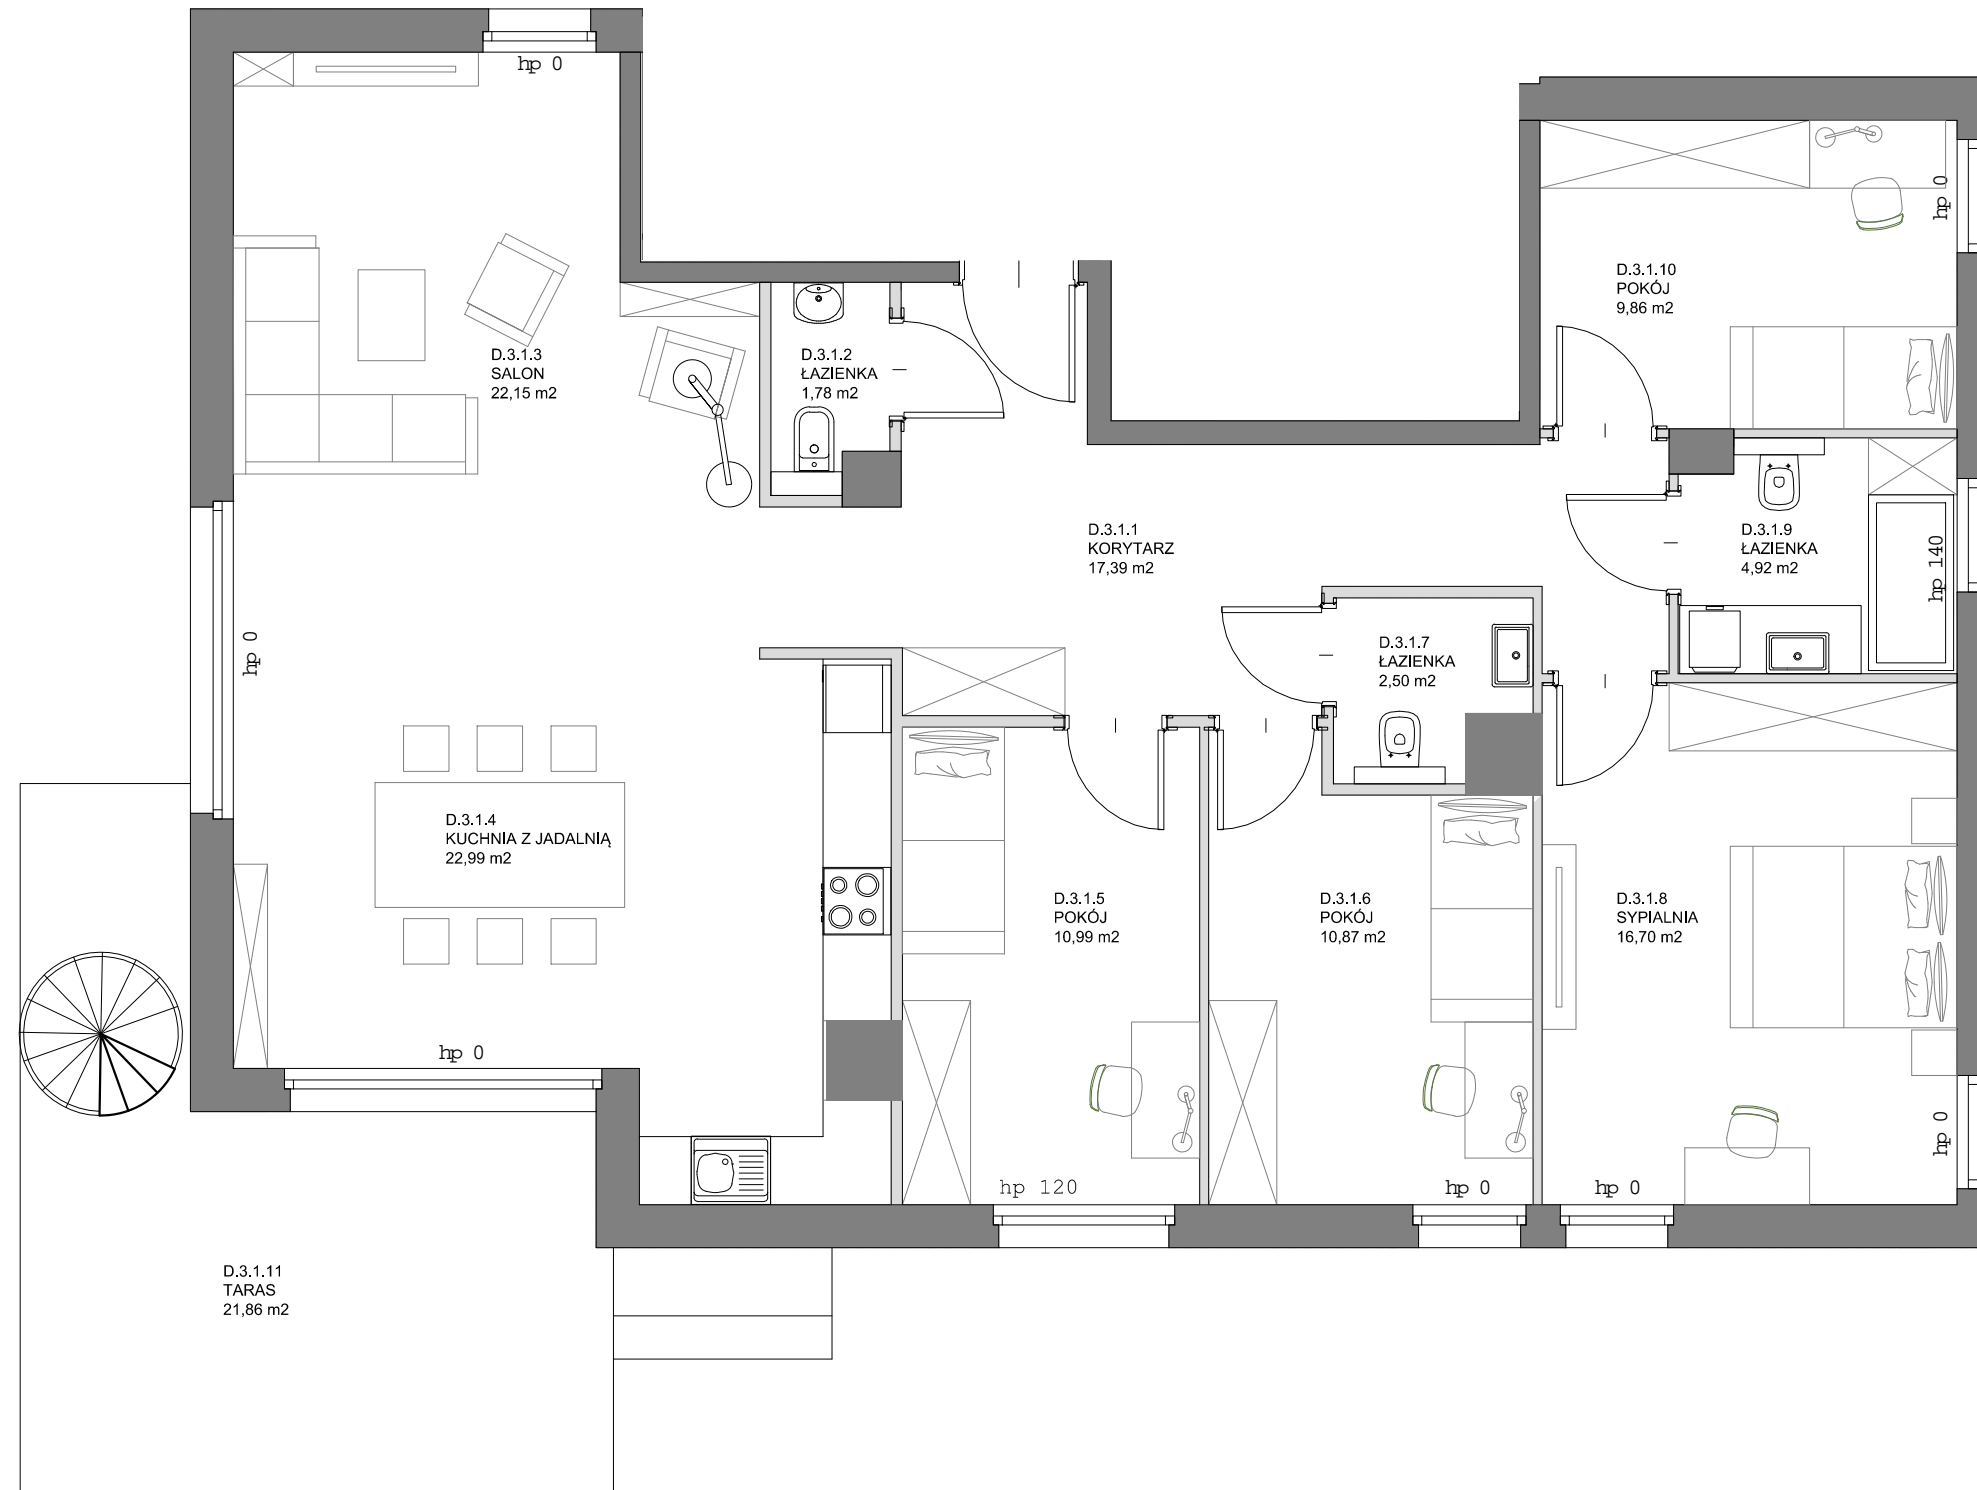 hp 0
hp 0
D.3.1.10
POKÓJ
9,86 m2
D.3.1.3
SALON
22,15 m2
D.3.1.2
ŁAZIENKA
1,78 m2
D.3.1.1
KORYTARZ
17,39 m2
D.3.1.9
ŁAZIENKA
4,92 m2
hp 140
hp 0
D.3.1.7
ŁAZIENKA
2,50 m2
D.3.1.4
KUCHNIA Z JADALNIĄ
22,99 m2
D.3.1.5
POKÓJ
10,99 m2
D.3.1.6
POKÓJ
10,87 m2
D.3.1.8
SYPIALNIA
16,70 m2
hp 0
hp 0
hp 120
hp 0
hp 0
D.3.1.11
TARAS
21,86 m2